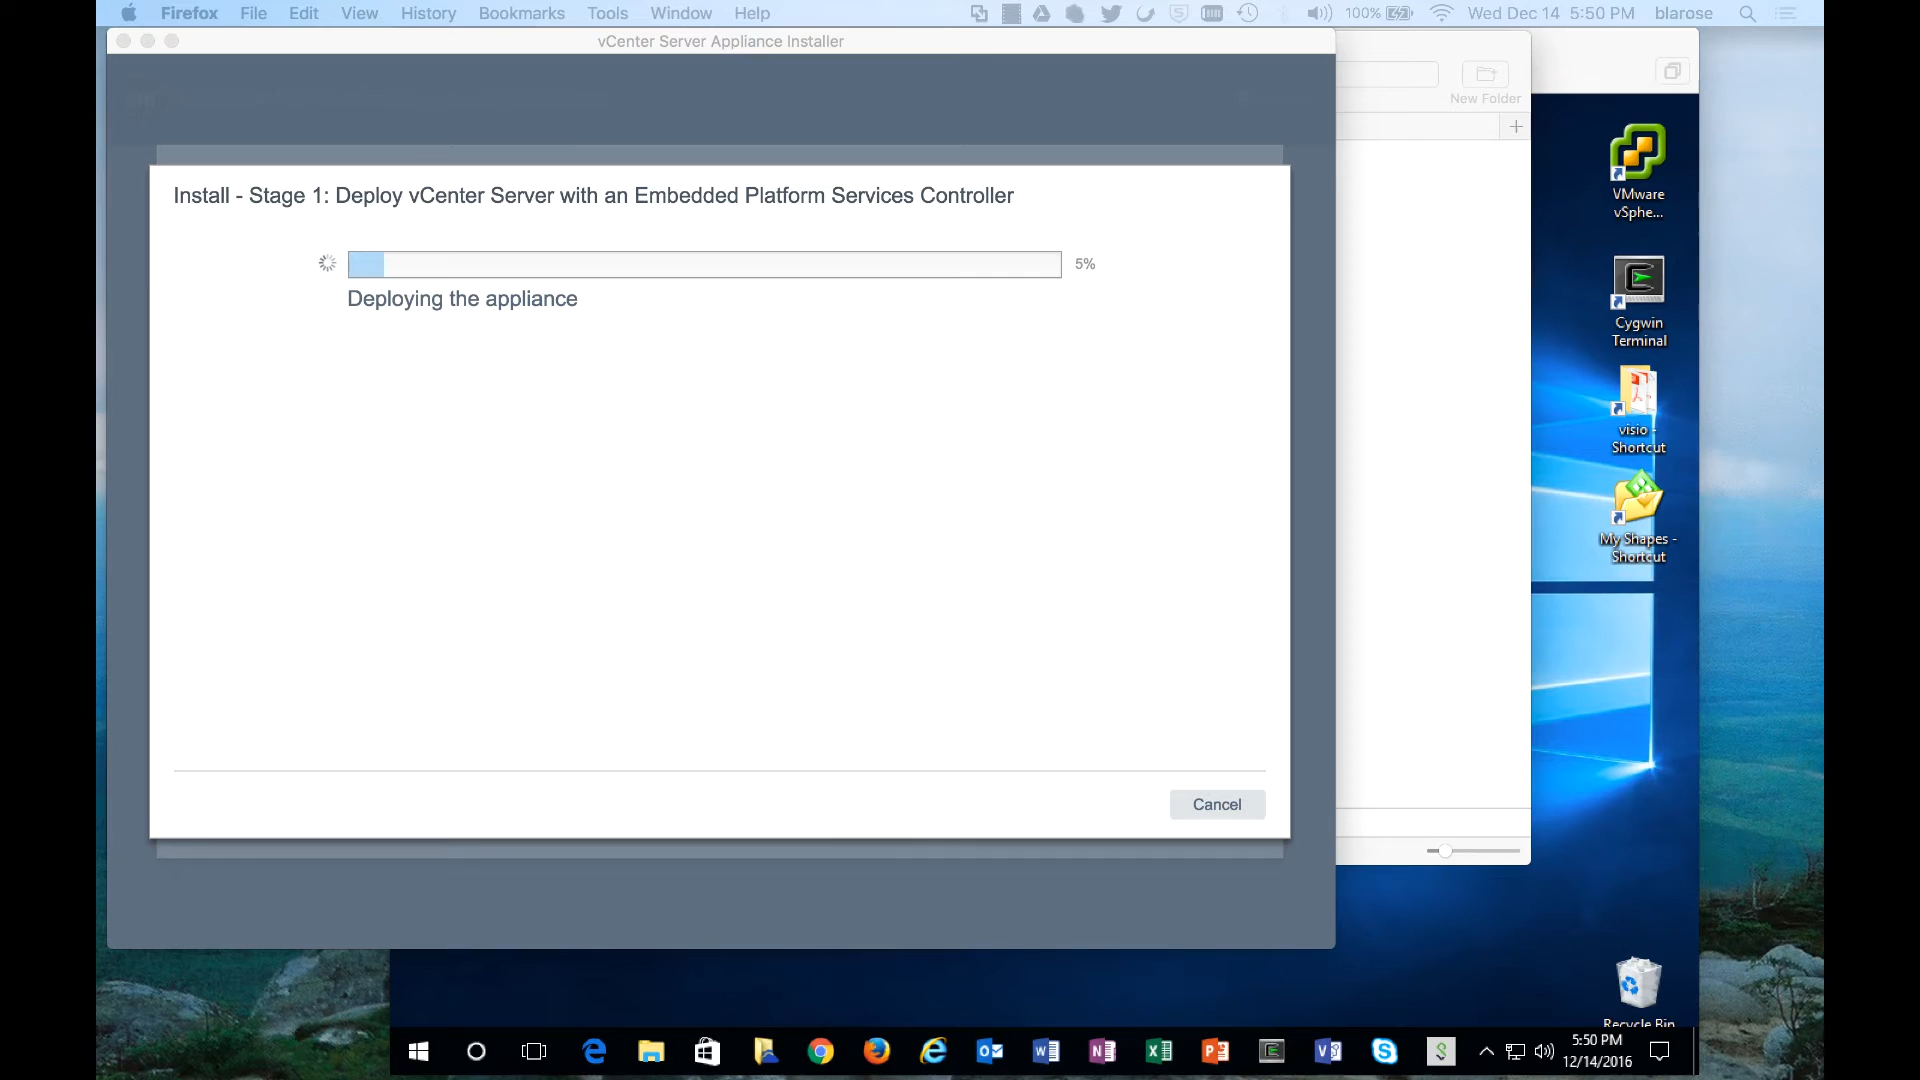 Firefox File Edit View History Bookmarks Tools Window Help 100% Wed Dec 14 5:50 PM blarose
vCenter Server Appliance Installer
New Folder
Install - Stage 1: Deploy vCenter Server with an Embedded Platform Services Controller
5%
Deploying the appliance
Cancel
VMware
vSphe...
Cygwin
Terminal
visio -
Shortcut
My Shapes -
Shortcut
Recycle Bin
5:50 PM
12/14/2016